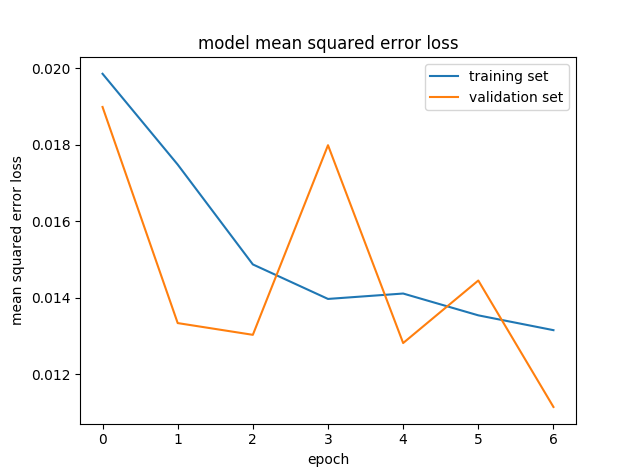 model mean squared error loss
training set
validation set
mean squared error loss
0.020
0.018
0.016
0.014
0.012
0 1 2 3 4 5 6
epoch